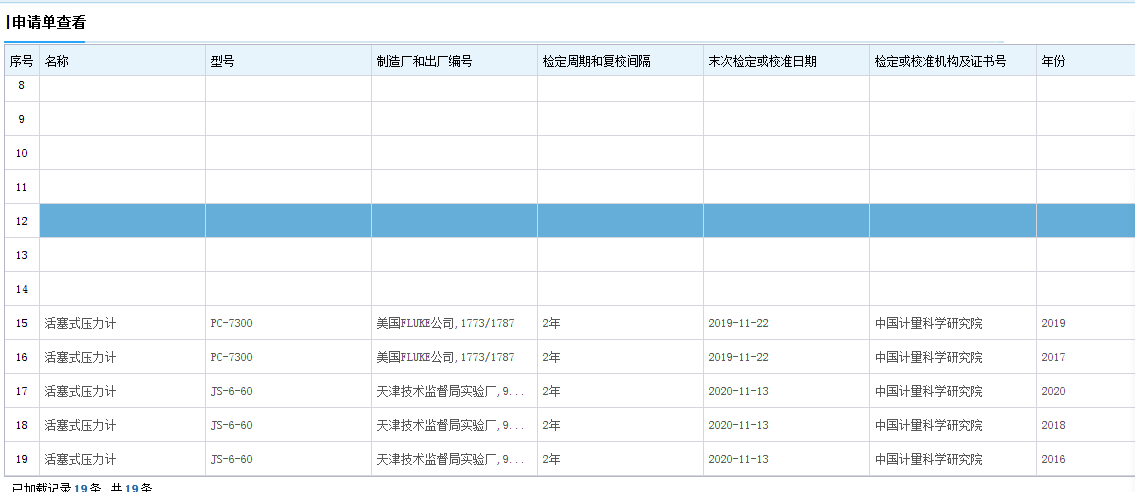 申请单查看
序号 名称 型号 制造厂和出厂编号 检定周期和复校间隔 末次检定或校准日期 检定或校准机构及证书号 年份
8
9
10
11
12
13
14
15 活塞式压力计 PC-7300 美国FLUKE公司,1773/1787 2年 2019-11-22 中国计量科学研究院 2019
16 活塞式压力计 PC-7300 美国FLUKE公司,1773/1787 2年 2019-11-22 中国计量科学研究院 2017
17 活塞式压力计 JS-6-60 天津技术监督局实验厂,9... 2年 2020-11-13 中国计量科学研究院 2020
18 活塞式压力计 JS-6-60 天津技术监督局实验厂,9... 2年 2020-11-13 中国计量科学研究院 2018
19 活塞式压力计 JS-6-60 天津技术监督局实验厂,9... 2年 2020-11-13 中国计量科学研究院 2016
已加载记录19条 共19条